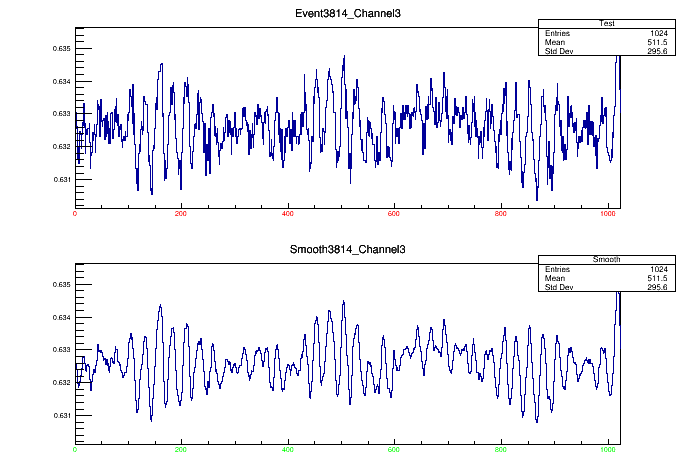 Event3814_Channel3
Test
Entries 1024
Mean 511.5
Std Dev 295.6
0.635
0.634
0.633
0.632
0.631
0 200 400 600 800 1000
Smooth3814_Channel3
Smooth
Entries 1024
Mean 511.5
Std Dev 295.6
0.635
0.634
0.633
0.632
0.631
0 200 400 600 800 1000